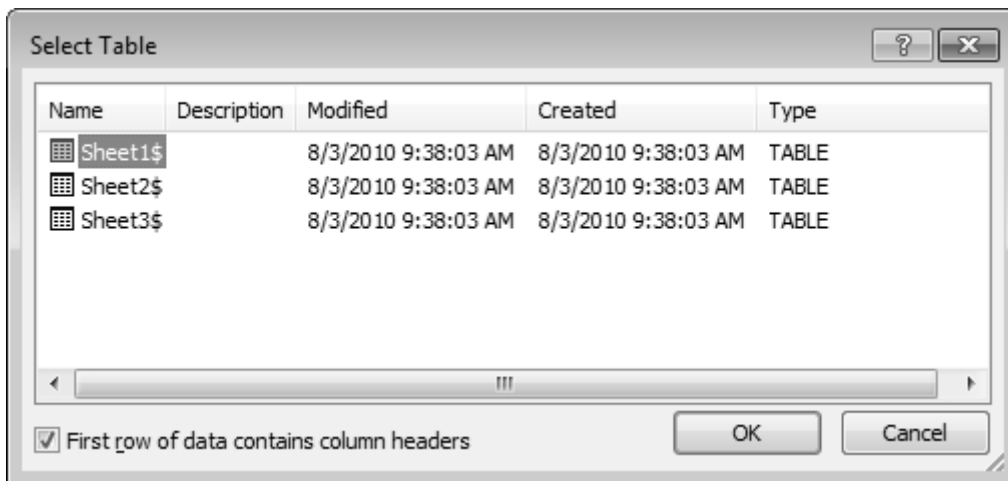 Select Table
Name Description Modified Created Type
Sheet1$ 8/3/2010 9:38:03 AM 8/3/2010 9:38:03 AM TABLE
Sheet2$ 8/3/2010 9:38:03 AM 8/3/2010 9:38:03 AM TABLE
Sheet3$ 8/3/2010 9:38:03 AM 8/3/2010 9:38:03 AM TABLE
First row of data contains column headers OK Cancel